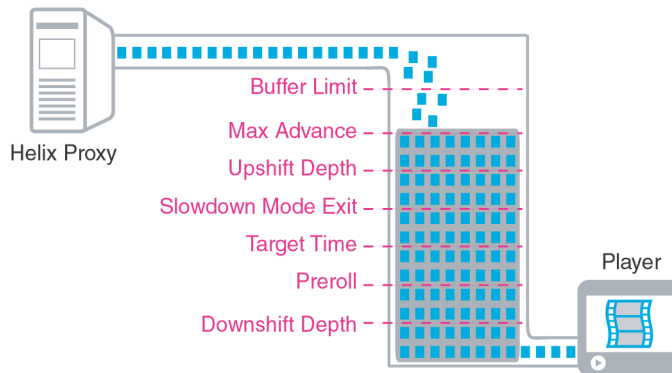 Buffer Limit
Max Advance
Helix Proxy
Upshift Depth
Slowdown Mode Exit
Target Time
Player
Preroll
Downshift Depth